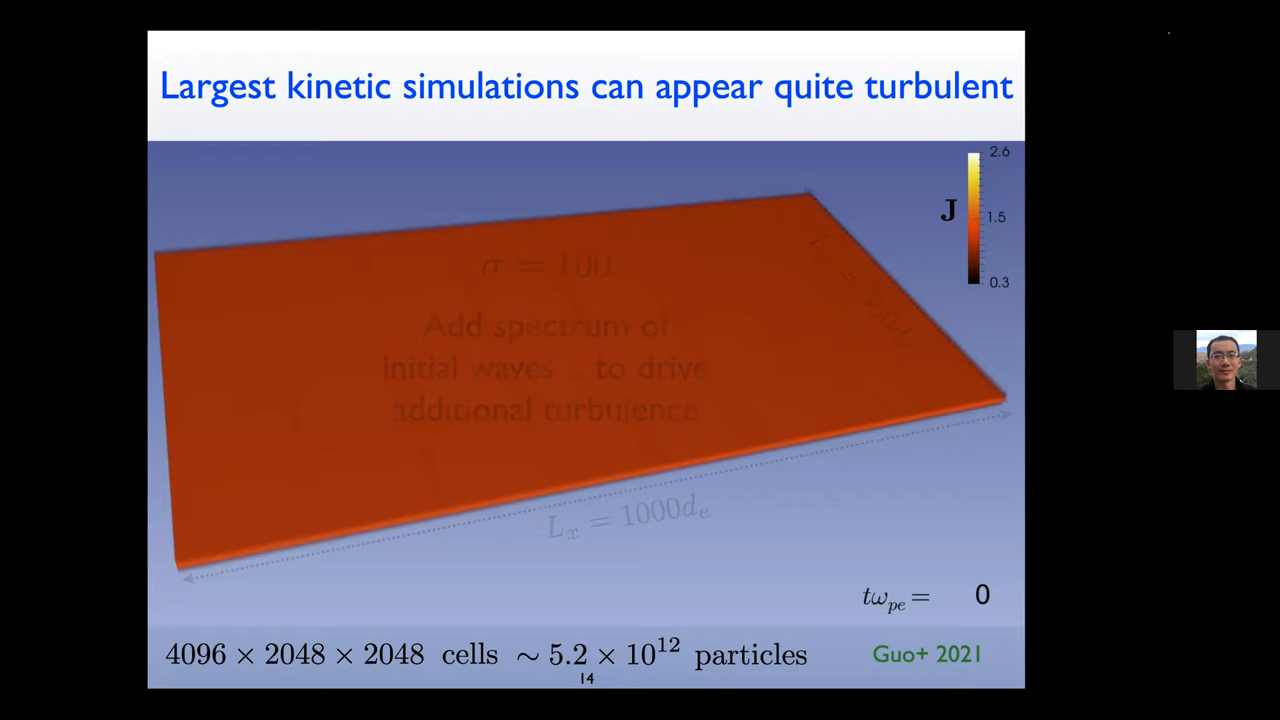 Largest kinetic simulations can appear quite turbulent
2.6
J
1.5
0.3
σ = 100
Add spectrum of
initial waves ... to drive
additional turbulence
L_x = 1000d_e
tω_pe = 0
4096 × 2048 × 2048 cells ~ 5.2 × 10^12 particles
Guo+ 2021
14